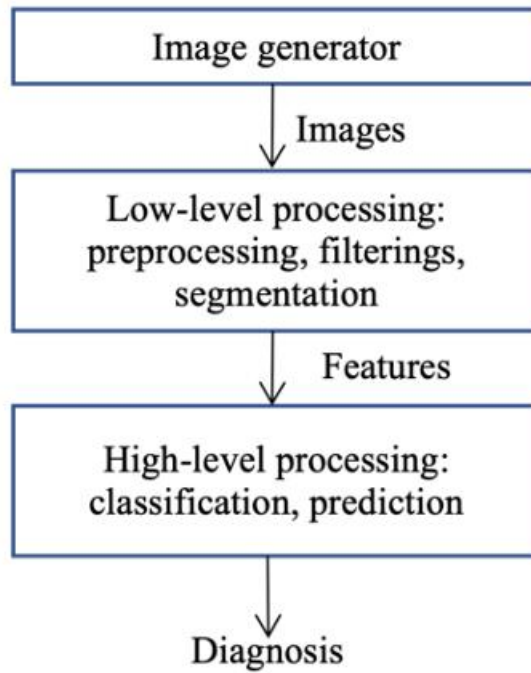 Image generator
Images
Low-level processing:
preprocessing, filterings,
segmentation
Features
High-level processing:
classification, prediction
Diagnosis